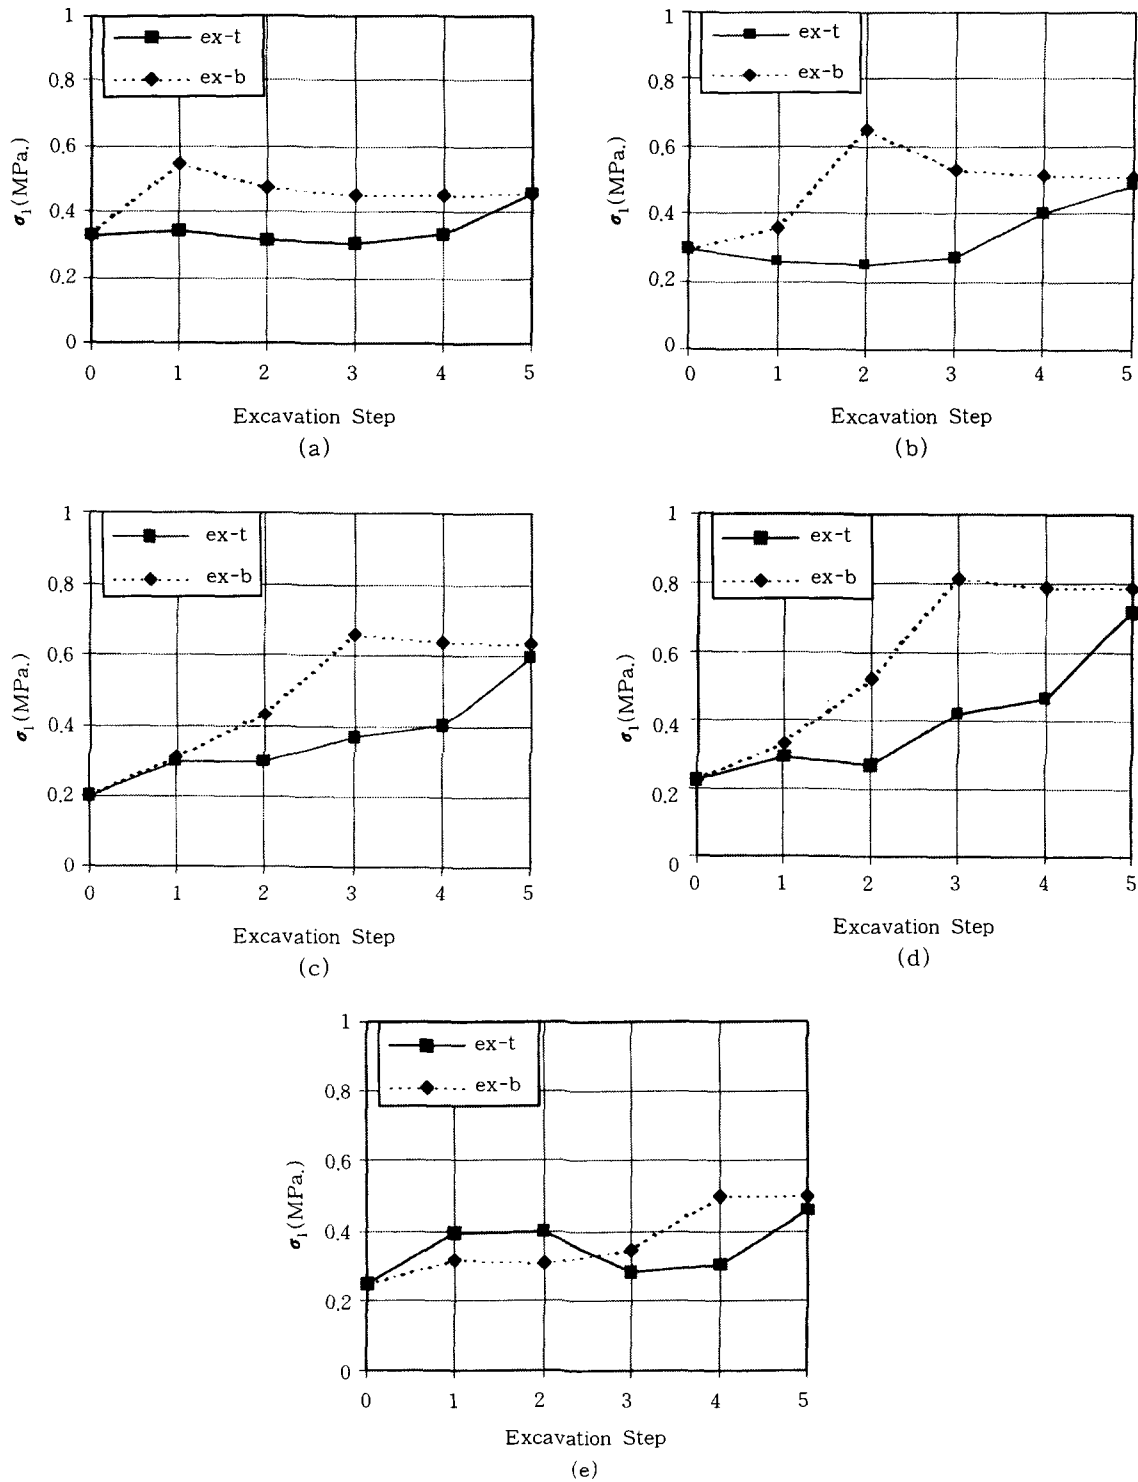 1
0.8
0.6
0.4
0.2
0
σ₁(MPa.)
ex-t
ex-b
0 1 2 3 4 5
Excavation Step
(a)
1
0.8
0.6
0.4
0.2
0
σ₁(MPa.)
ex-t
ex-b
0 1 2 3 4 5
Excavation Step
(b)
1
0.8
0.6
0.4
0.2
0
σ₁(MPa.)
ex-t
ex-b
0 1 2 3 4 5
Excavation Step
(c)
1
0.8
0.6
0.4
0.2
0
σ₁(MPa.)
ex-t
ex-b
0 1 2 3 4 5
Excavation Step
(d)
1
0.8
0.6
0.4
0.2
0
σ₁(MPa.)
ex-t
ex-b
0 1 2 3 4 5
Excavation Step
(e)